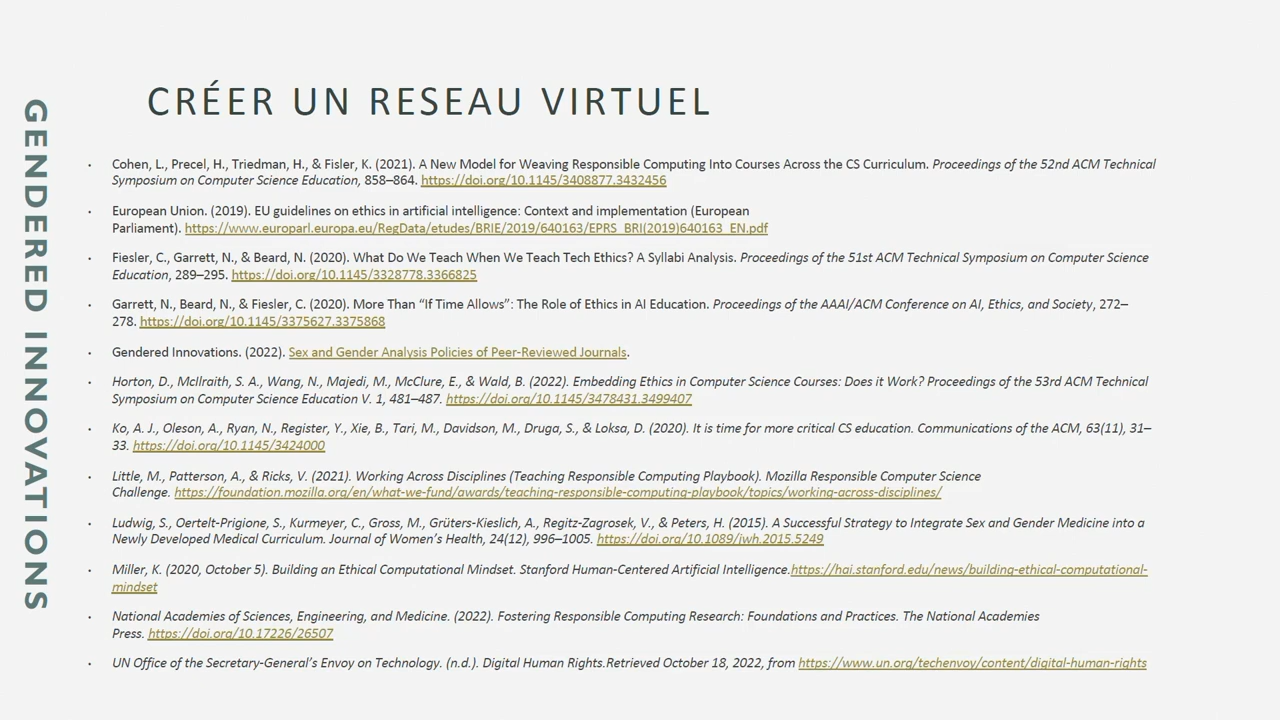 GENDERED INNOVATIONS
CRÉER UN RESEAU VIRTUEL
• Cohen, L., Precel, H., Triedman, H., & Fisler, K. (2021). A New Model for Weaving Responsible Computing Into Courses Across the CS Curriculum. Proceedings of the 52nd ACM Technical
Symposium on Computer Science Education, 858–864. https://doi.org/10.1145/3408877.3432456
• European Union. (2019). EU guidelines on ethics in artificial intelligence: Context and implementation (European
Parliament). https://www.europarl.europa.eu/RegData/etudes/BRIE/2019/640163/EPRS_BRI(2019)640163_EN.pdf
• Fiesler, C., Garrett, N., & Beard, N. (2020). What Do We Teach When We Teach Tech Ethics? A Syllabi Analysis. Proceedings of the 51st ACM Technical Symposium on Computer Science
Education, 289–295. https://doi.org/10.1145/3328778.3366825
• Garrett, N., Beard, N., & Fiesler, C. (2020). More Than “If Time Allows”: The Role of Ethics in AI Education. Proceedings of the AAAI/ACM Conference on AI, Ethics, and Society, 272–
278. https://doi.org/10.1145/3375627.3375868
• Gendered Innovations. (2022). Sex and Gender Analysis Policies of Peer-Reviewed Journals.
• Horton, D., McIlraith, S. A., Wang, N., Majedi, M., McClure, E., & Wald, B. (2022). Embedding Ethics in Computer Science Courses: Does it Work? Proceedings of the 53rd ACM Technical
Symposium on Computer Science Education V. 1, 481–487. https://doi.org/10.1145/3478431.3499407
• Ko, A. J., Oleson, A., Ryan, N., Register, Y., Xie, B., Tari, M., Davidson, M., Druga, S., & Loksa, D. (2020). It is time for more critical CS education. Communications of the ACM, 63(11), 31–
33. https://doi.org/10.1145/3424000
• Little, M., Patterson, A., & Ricks, V. (2021). Working Across Disciplines (Teaching Responsible Computing Playbook). Mozilla Responsible Computer Science
Challenge. https://foundation.mozilla.org/en/what-we-fund/awards/teaching-responsible-computing-playbook/topics/working-across-disciplines/
• Ludwig, S., Oertelt-Prigione, S., Kurmeyer, C., Gross, M., Grüters-Kieslich, A., Regitz-Zagrosek, V., & Peters, H. (2015). A Successful Strategy to Integrate Sex and Gender Medicine into a
Newly Developed Medical Curriculum. Journal of Women’s Health, 24(12), 996–1005. https://doi.org/10.1089/jwh.2015.5249
• Miller, K. (2020, October 5). Building an Ethical Computational Mindset. Stanford Human-Centered Artificial Intelligence.https://hai.stanford.edu/news/building-ethical-computational-
mindset
• National Academies of Sciences, Engineering, and Medicine. (2022). Fostering Responsible Computing Research: Foundations and Practices. The National Academies
Press. https://doi.org/10.17226/26507
• UN Office of the Secretary-General’s Envoy on Technology. (n.d.). Digital Human Rights.Retrieved October 18, 2022, from https://www.un.org/techenvoy/content/digital-human-rights